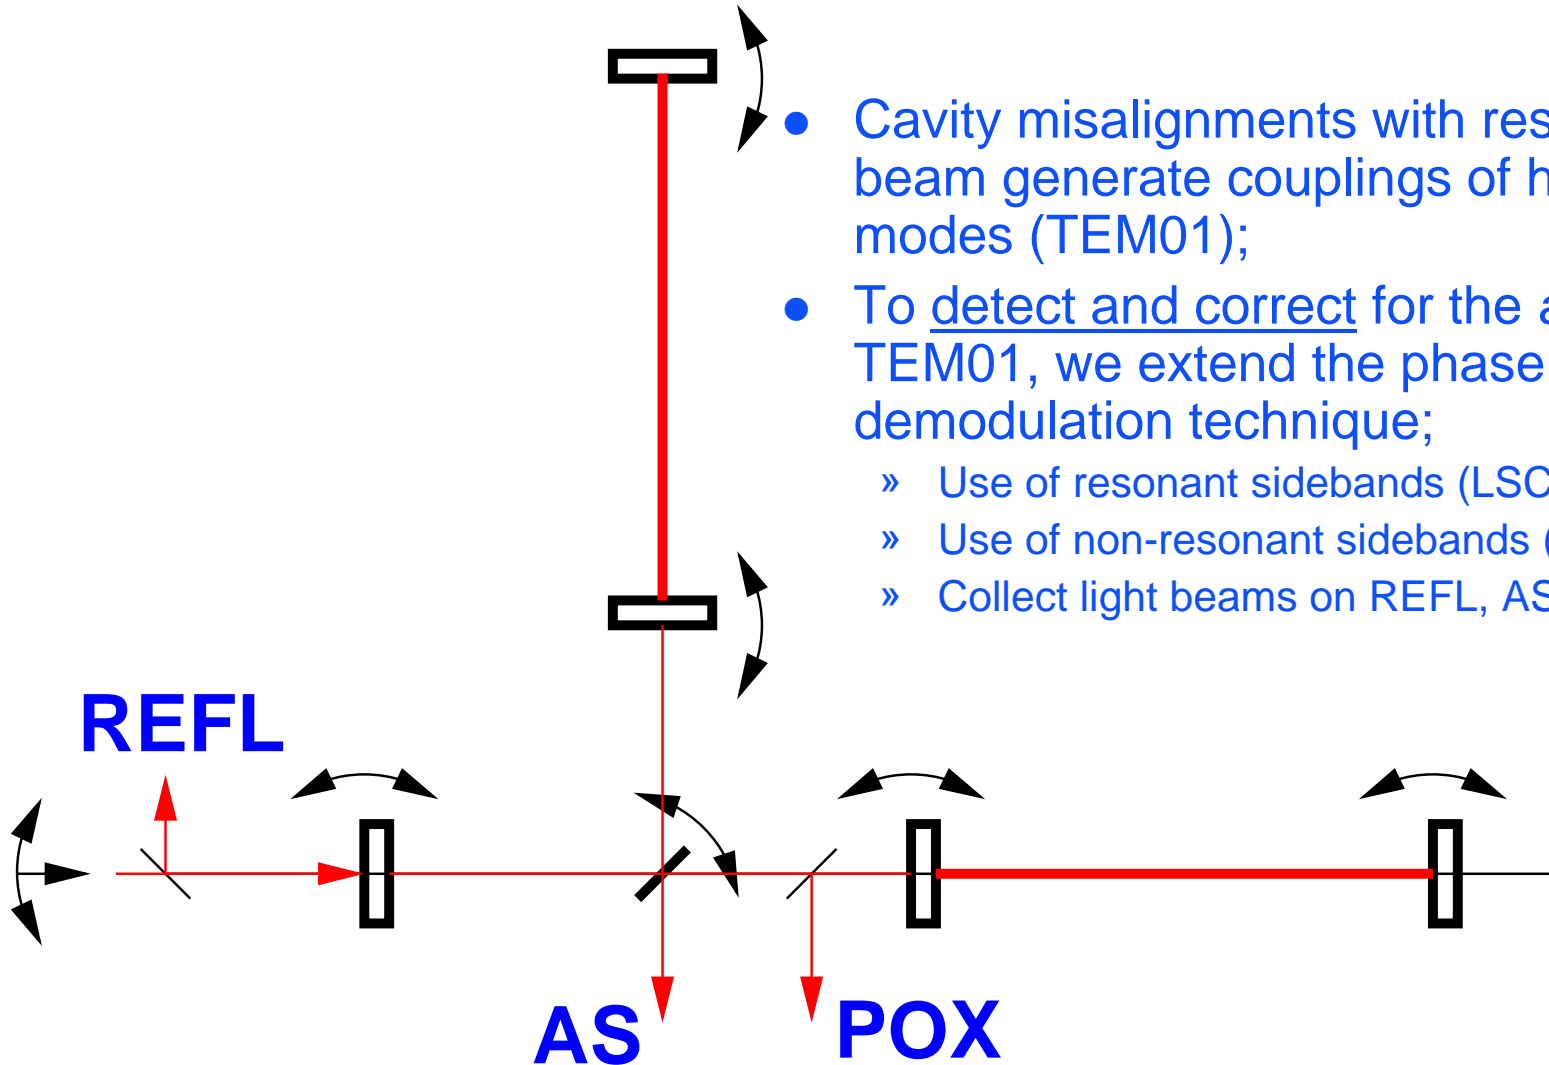 ● Cavity misalignments with res
beam generate couplings of h
modes (TEM01);
● To detect and correct for the a
TEM01, we extend the phase
demodulation technique;
» Use of resonant sidebands (LSC
» Use of non-resonant sidebands (
» Collect light beams on REFL, AS
REFL
AS
POX